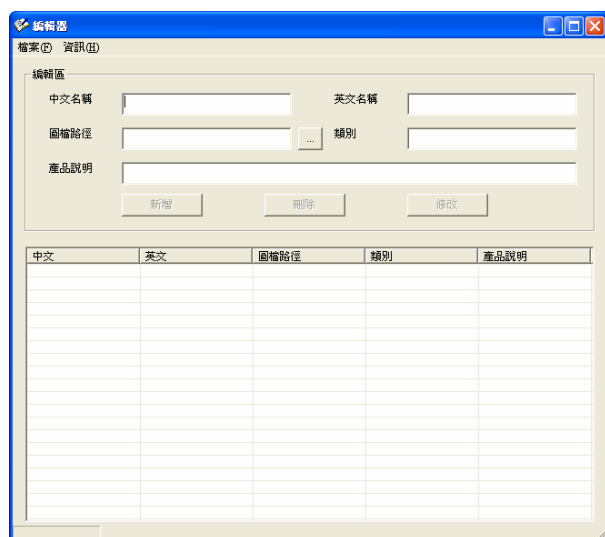 編輯器
檔案(F) 資訊(H)
編輯區
中文名稱 英文名稱
圖檔路徑 ... 類別
產品說明
新增 刪除 修改
中文 英文 圖檔路徑 類別 產品說明